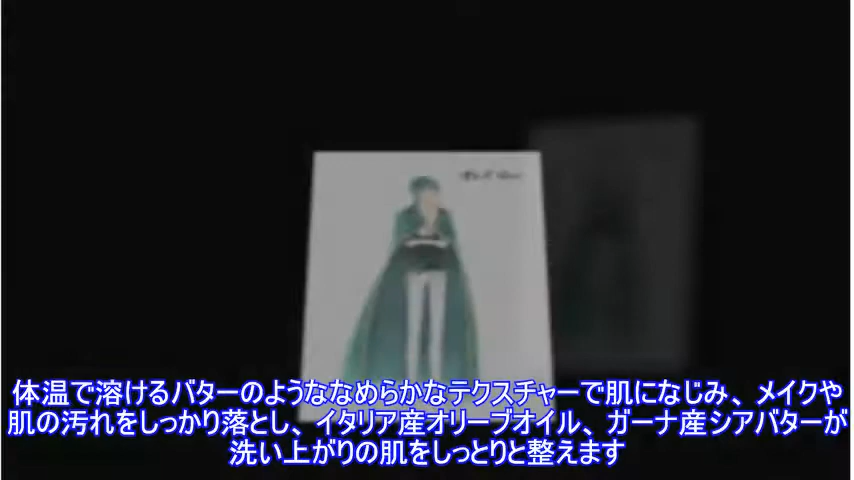 体温で溶けるバターのようななめらかなテクスチャーで肌になじみ、メイクや
肌の汚れをしっかり落とし、イタリア産オリーブオイル、ガーナ産シアバターが
洗い上がりの肌をしっとりと整えます